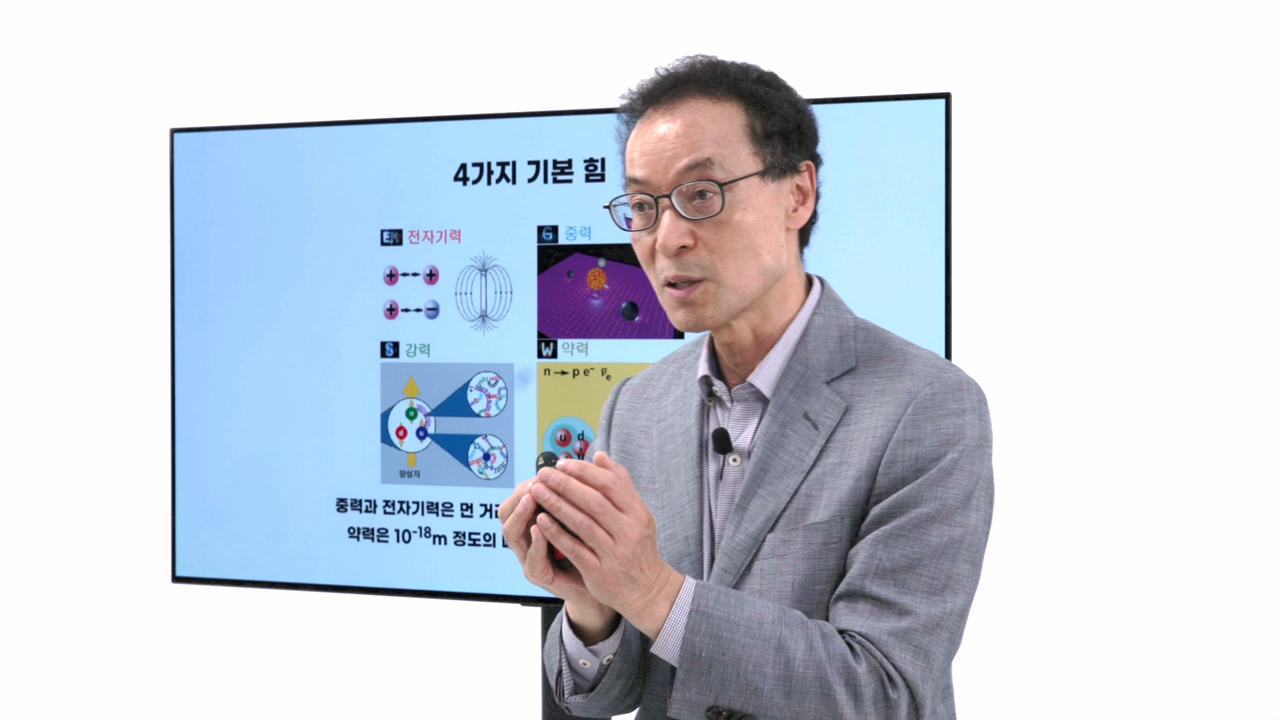 4가지 기본 힘
EM 전자기력
G 중력
S 강력
W 약력
n → p e⁻ ν̄e
u d
u
d u
양성자
중력과 전자기력은 먼
약력은 10⁻¹⁸m 정도의